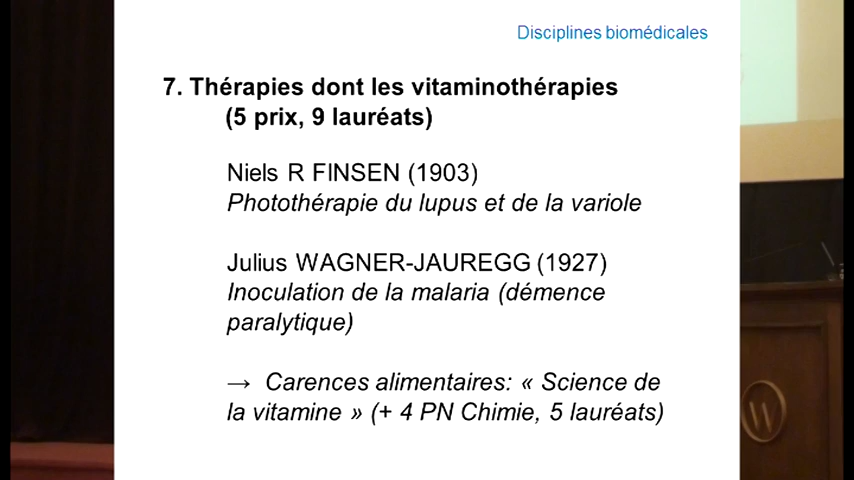 Disciplines biomédicales
7. Thérapies dont les vitaminothérapies
(5 prix, 9 lauréats)
Niels R FINSEN (1903)
Photothérapie du lupus et de la variole
Julius WAGNER-JAUREGG (1927)
Inoculation de la malaria (démence
paralytique)
→ Carences alimentaires: « Science de
la vitamine » (+ 4 PN Chimie, 5 lauréats)
W